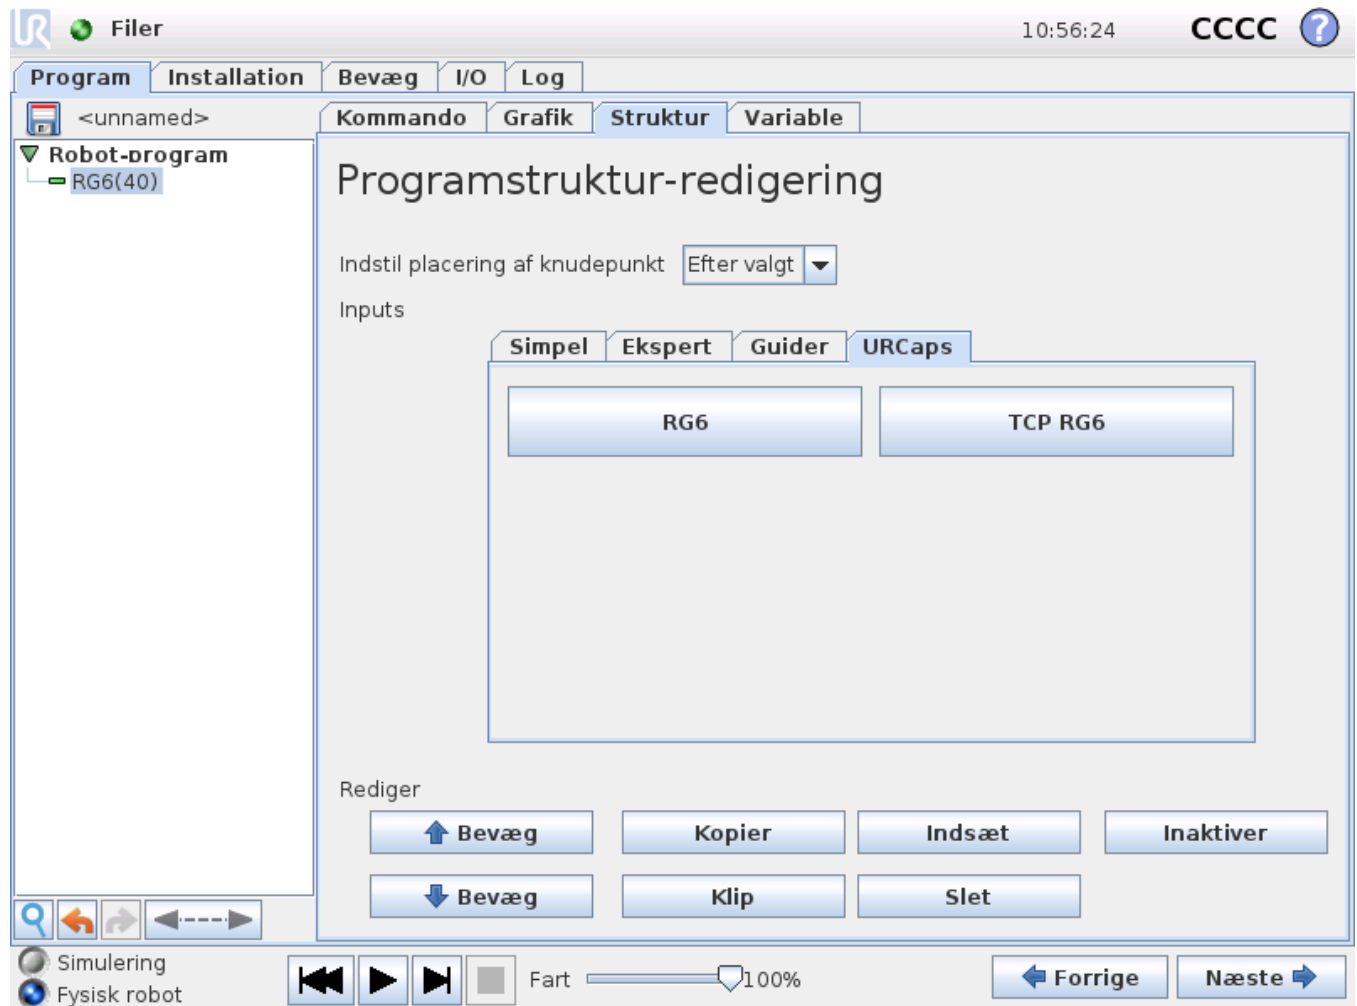 UR Filer 10:56:24 CCCC ?
Program Installation Bevæg I/O Log
<unnamed>
Kommando Grafik Struktur Variable
Robot-program
RG6(40)
Programstruktur-redigering
Indstil placering af knudepunkt Efter valgt
Inputs
Simpel Ekspert Guider URCaps
RG6 TCP RG6
Rediger
Bevæg Kopier Indsæt Inaktiver
Bevæg Klip Slet
Simulering
Fysisk robot
Fart 100%
Forrige Næste